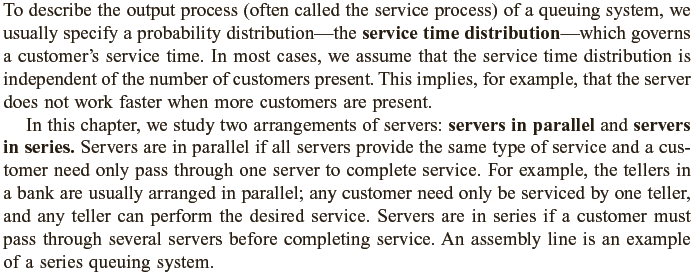 To describe the output process (often called the service process) of a queuing system, we
usually specify a probability distribution—the service time distribution—which governs
a customer's service time. In most cases, we assume that the service time distribution is
independent of the number of customers present. This implies, for example, that the server
does not work faster when more customers are present.
In this chapter, we study two arrangements of servers: servers in parallel and servers
in series. Servers are in parallel if all servers provide the same type of service and a cus-
tomer need only pass through one server to complete service. For example, the tellers in
a bank are usually arranged in parallel; any customer need only be serviced by one teller,
and any teller can perform the desired service. Servers are in series if a customer must
pass through several servers before completing service. An assembly line is an example
of a series queuing system.